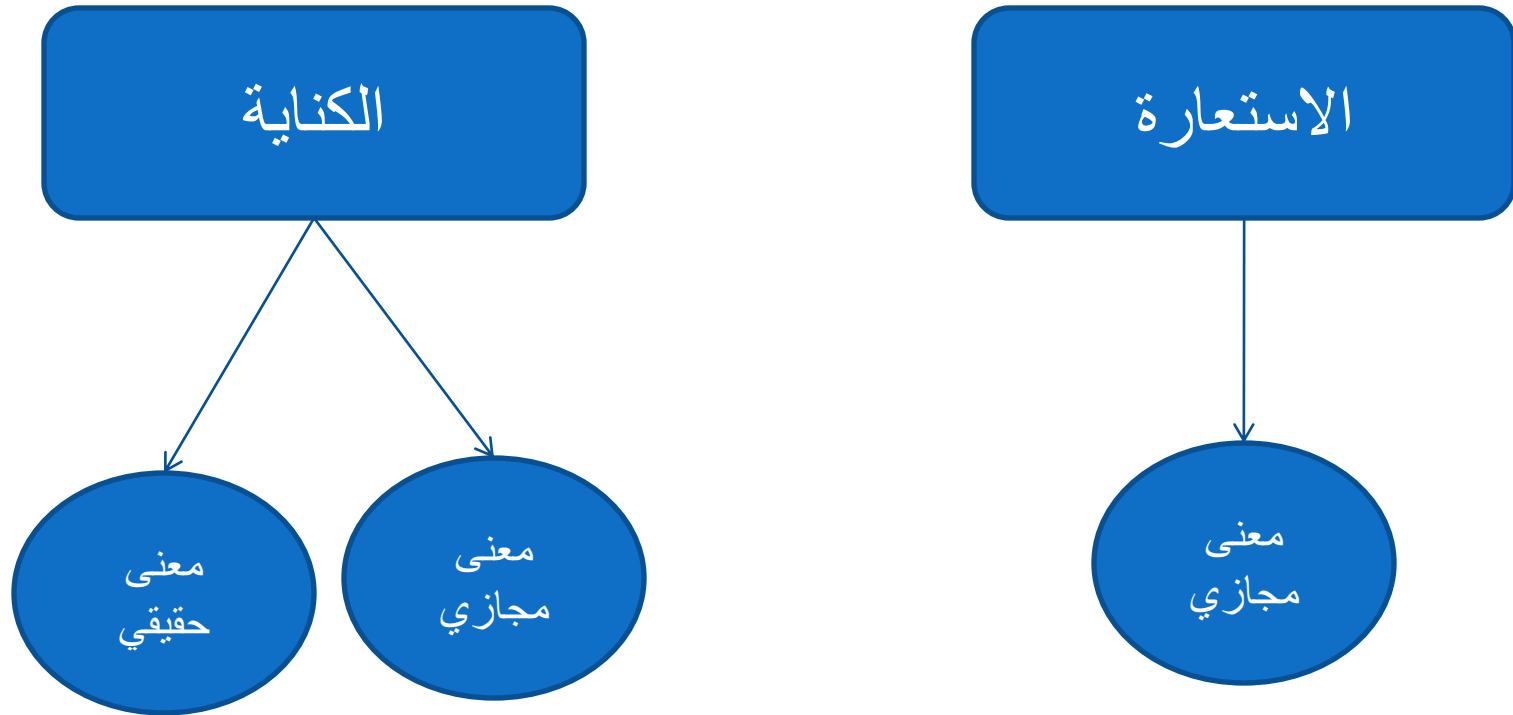 الاستعارة
الكناية
معنى
مجازي
معنى
مجازي
معنى
حقيقي